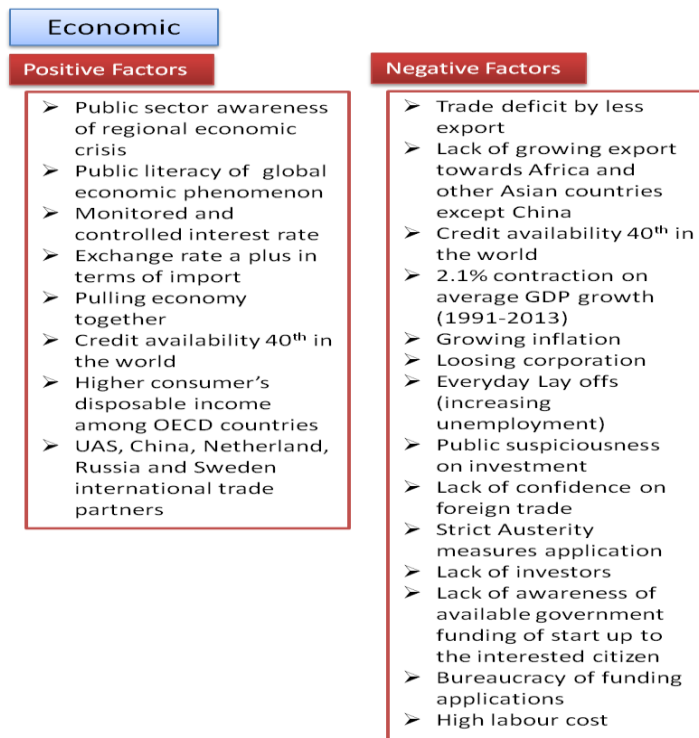 Economic
Positive Factors
➢ Public sector awareness
of regional economic
crisis
➢ Public literacy of global
economic phenomenon
➢ Monitored and
controlled interest rate
➢ Exchange rate a plus in
terms of import
➢ Pulling economy
together
➢ Credit availability 40th in
the world
➢ Higher consumer's
disposable income
among OECD countries
➢ UAS, China, Netherland,
Russia and Sweden
international trade
partners
Negative Factors
➢ Trade deficit by less
export
➢ Lack of growing export
towards Africa and
other Asian countries
except China
➢ Credit availability 40th in
the world
➢ 2.1% contraction on
average GDP growth
(1991-2013)
➢ Growing inflation
➢ Loosing corporation
➢ Everyday Lay offs
(increasing
unemployment)
➢ Public suspiciousness
on investment
➢ Lack of confidence on
foreign trade
➢ Strict Austerity
measures application
➢ Lack of investors
➢ Lack of awareness of
available government
funding of start up to
the interested citizen
➢ Bureaucracy of funding
applications
➢ High labour cost